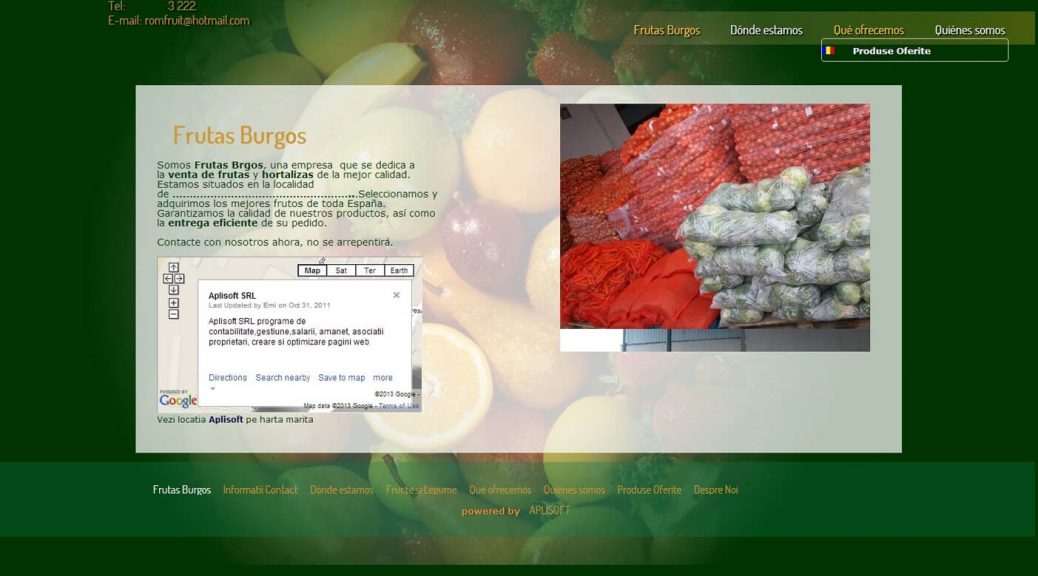 Tel: 3 222
E-mail: romfruit@hotmail.com
Frutas Burgos Dónde estamos Qué ofrecemos Quiénes somos
Produse Oferite
Frutas Burgos
Somos Frutas Brgos, una empresa que se dedica a
la venta de frutas y hortalizas de la mejor calidad.
Estamos situados en la localidad
de ......................................................Seleccionamos y
adquirimos los mejores frutos de toda España.
Garantizamos la calidad de nuestros productos, así como
la entrega eficiente de su pedido.
Contacte con nosotros ahora, no se arrepentirá.
Map Sat Ter Earth
Aplisoft SRL
Last Updated by Emi on Oct 31, 2011
Aplisoft SRL programe de
contabilitate,gestiune,salarii, amanet, asociatii
proprietari, creare si optimizare pagini web
Directions Search nearby Save to map more
©2013 Google -
POWERED BY
Google
Map data ©2013 Google - Terms of Use
Vezi locatia Aplisoft pe harta marita
Frutas Burgos Informatii Contact Dónde estamos Fructe și Legume Qué ofrecemos Quiénes somos Produse Oferite Despre Noi
powered by APLISOFT